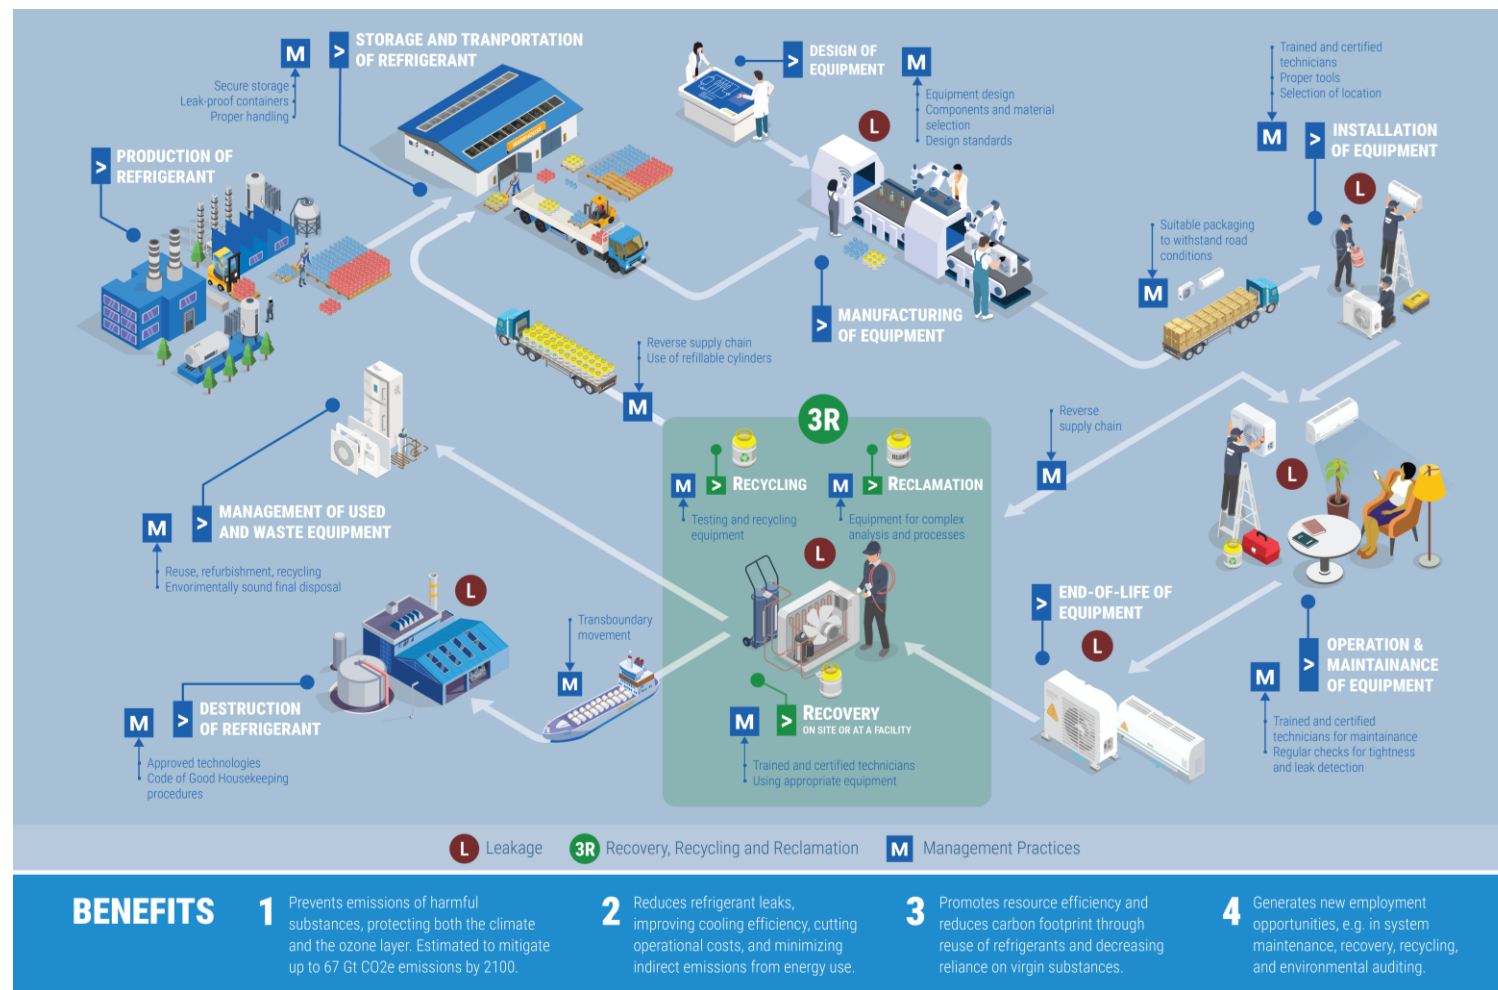 M
STORAGE AND TRANPORTATION
OF REFRIGERANT
Secure storage
Leak-proof containers
Proper handling
PRODUCTION OF
REFRIGERANT
WAREHOUSE
DESIGN OF
EQUIPMENT
M
Equipment design
Components and material
selection
Design standards
L
MANUFACTURING
OF EQUIPMENT
Trained and certified
technicians
Proper tools
Selection of location
M
INSTALLATION
OF EQUIPMENT
L
Suitable packaging
to withstand road
conditions
M
Reverse supply chain
Use of refillable cylinders
M
Reverse
supply chain
M
L
3R
M
RECYCLING
Testing and recycling
equipment
M
RECLAMATION
Equipment for complex
analysis and processes
L
M
RECOVERY
ON SITE OR AT A FACILITY
Trained and certified technicians
Using appropriate equipment
M
MANAGEMENT OF USED
AND WASTE EQUIPMENT
Reuse, refurbishment, recycling
Envorimentally sound final disposal
L
M
DESTRUCTION
OF REFRIGERANT
Approved technologies
Code of Good Housekeeping
procedures
Transboundary
movement
M
END-OF-LIFE OF
EQUIPMENT
L
M
OPERATION &
MAINTAINANCE
OF EQUIPMENT
Trained and certified
technicians for maintainance
Regular checks for tightness
and leak detection
L Leakage
3R Recovery, Recycling and Reclamation
M Management Practices
BENEFITS
1 Prevents emissions of harmful
substances, protecting both the climate
and the ozone layer. Estimated to mitigate
up to 67 Gt CO2e emissions by 2100.
2 Reduces refrigerant leaks,
improving cooling efficiency, cutting
operational costs, and minimizing
indirect emissions from energy use.
3 Promotes resource efficiency and
reduces carbon footprint through
reuse of refrigerants and decreasing
reliance on virgin substances.
4 Generates new employment
opportunities, e.g. in system
maintenance, recovery, recycling,
and environmental auditing.